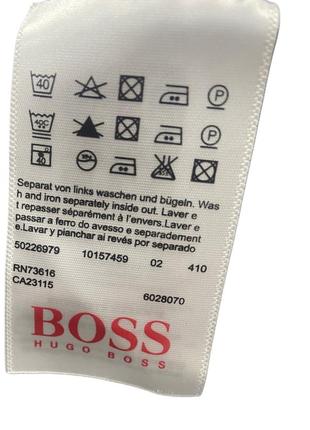 40 P
40C P
40
Separat von links waschen und bügeln. Was
h and iron separately inside out. Laver e
t repasser séparément à l'envers. Laver e
passar a ferro do avesso e separadement
e.Lavar y planchar ai revés por separado
50226979 10157459 02 410
RN73616
CA23115 6028070
BOSS
HUGO BOSS